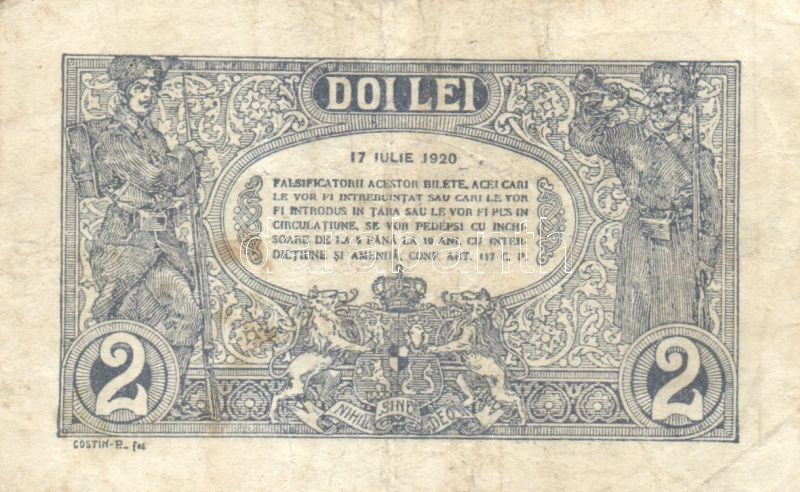 DOI LEI
17 IULIE 1920
FALSIFICATORII ACESTOR BILETE, ACEI CARI
LE VOR FI INTREBUINȚAT SAU CARI LE VOR
FI INTRODUS IN ȚARA SAU LE VOR FI PUS IN
CIRCULAȚIUNE, SE VOR PEDEPSI CU INCHI
SOARE DE LA PÂNĂ LA 10 ANI, CU INTER
DICȚIUNE ȘI AMENDA, CONF. ART. 117 C. P.
darabanth
2
2
NIHIL SINE DEO
COSTIN-P. fec